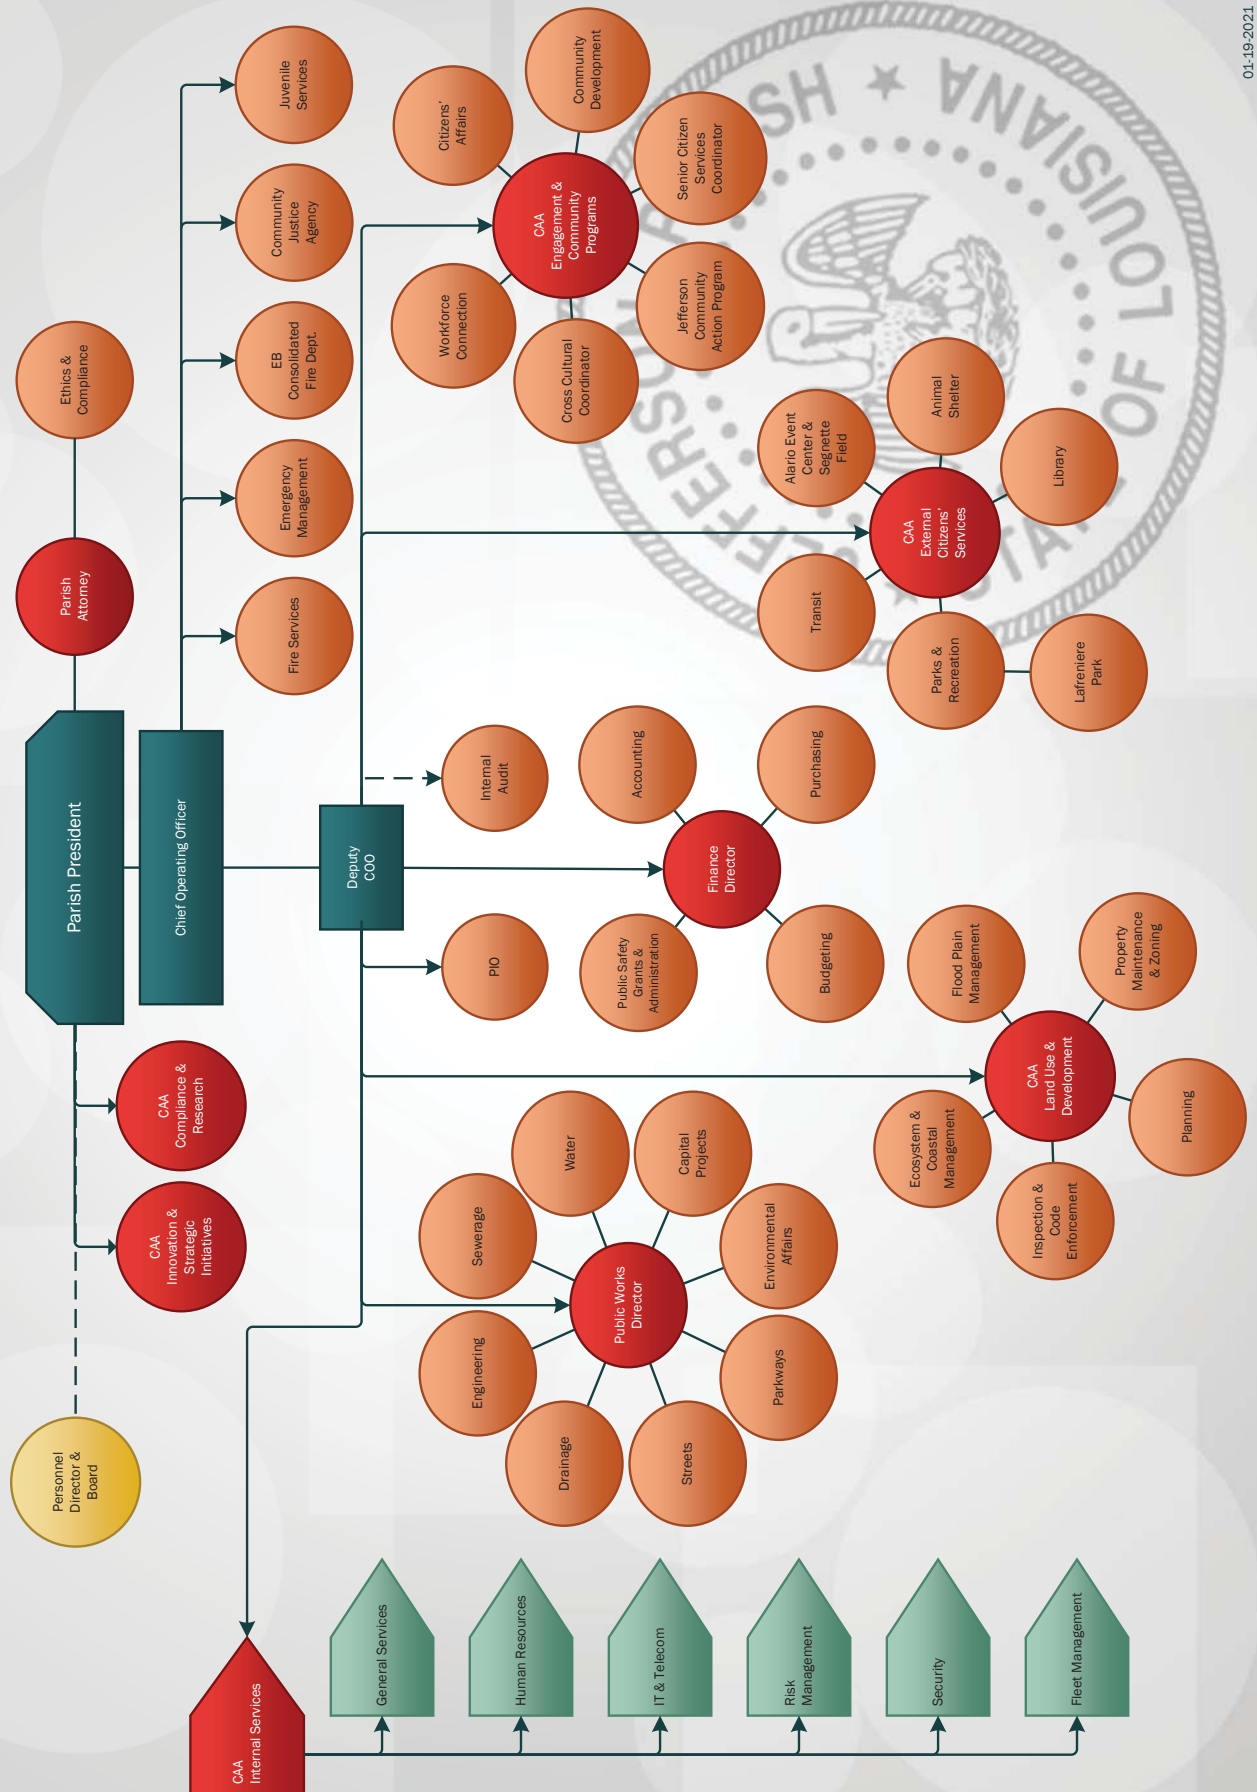 Parish President
Parish
Attorney
Ethics &
Compliance
Personnel
Director &
Board
CAA
Innovation &
Strategic
Initiatives
CAA
Compliance &
Research
Chief Operating Officer
Fire Services
Emergency
Management
EB
Consolidated
Fire Dept.
Community
Justice
Agency
Juvenile
Services
Deputy
COO
PIO
Internal
Audit
CAA
Internal Services
General Services
Human Resources
IT & Telecom
Risk
Management
Security
Fleet Management
Public Works
Director
Engineering
Sewerage
Water
Capital
Projects
Environmental
Affairs
Parkways
Streets
Drainage
CAA
Land Use &
Development
Ecosystem &
Coastal
Management
Flood Plain
Management
Property
Maintenance
& Zoning
Planning
Inspection &
Code
Enforcement
Finance
Director
Public Safety
Grants &
Administration
Accounting
Purchasing
Budgeting
CAA
External
Citizens'
Services
Transit
Alario Event
Center &
Segnette
Field
Animal
Shelter
Library
Parks &
Recreation
Lafreniere
Park
CAA
Engagement &
Community
Programs
Workforce
Connection
Citizens'
Affairs
Community
Development
Senior Citizen
Services
Coordinator
Jefferson
Community
Action Program
Cross Cultural
Coordinator
OF LOUISIANA
01-19-2021